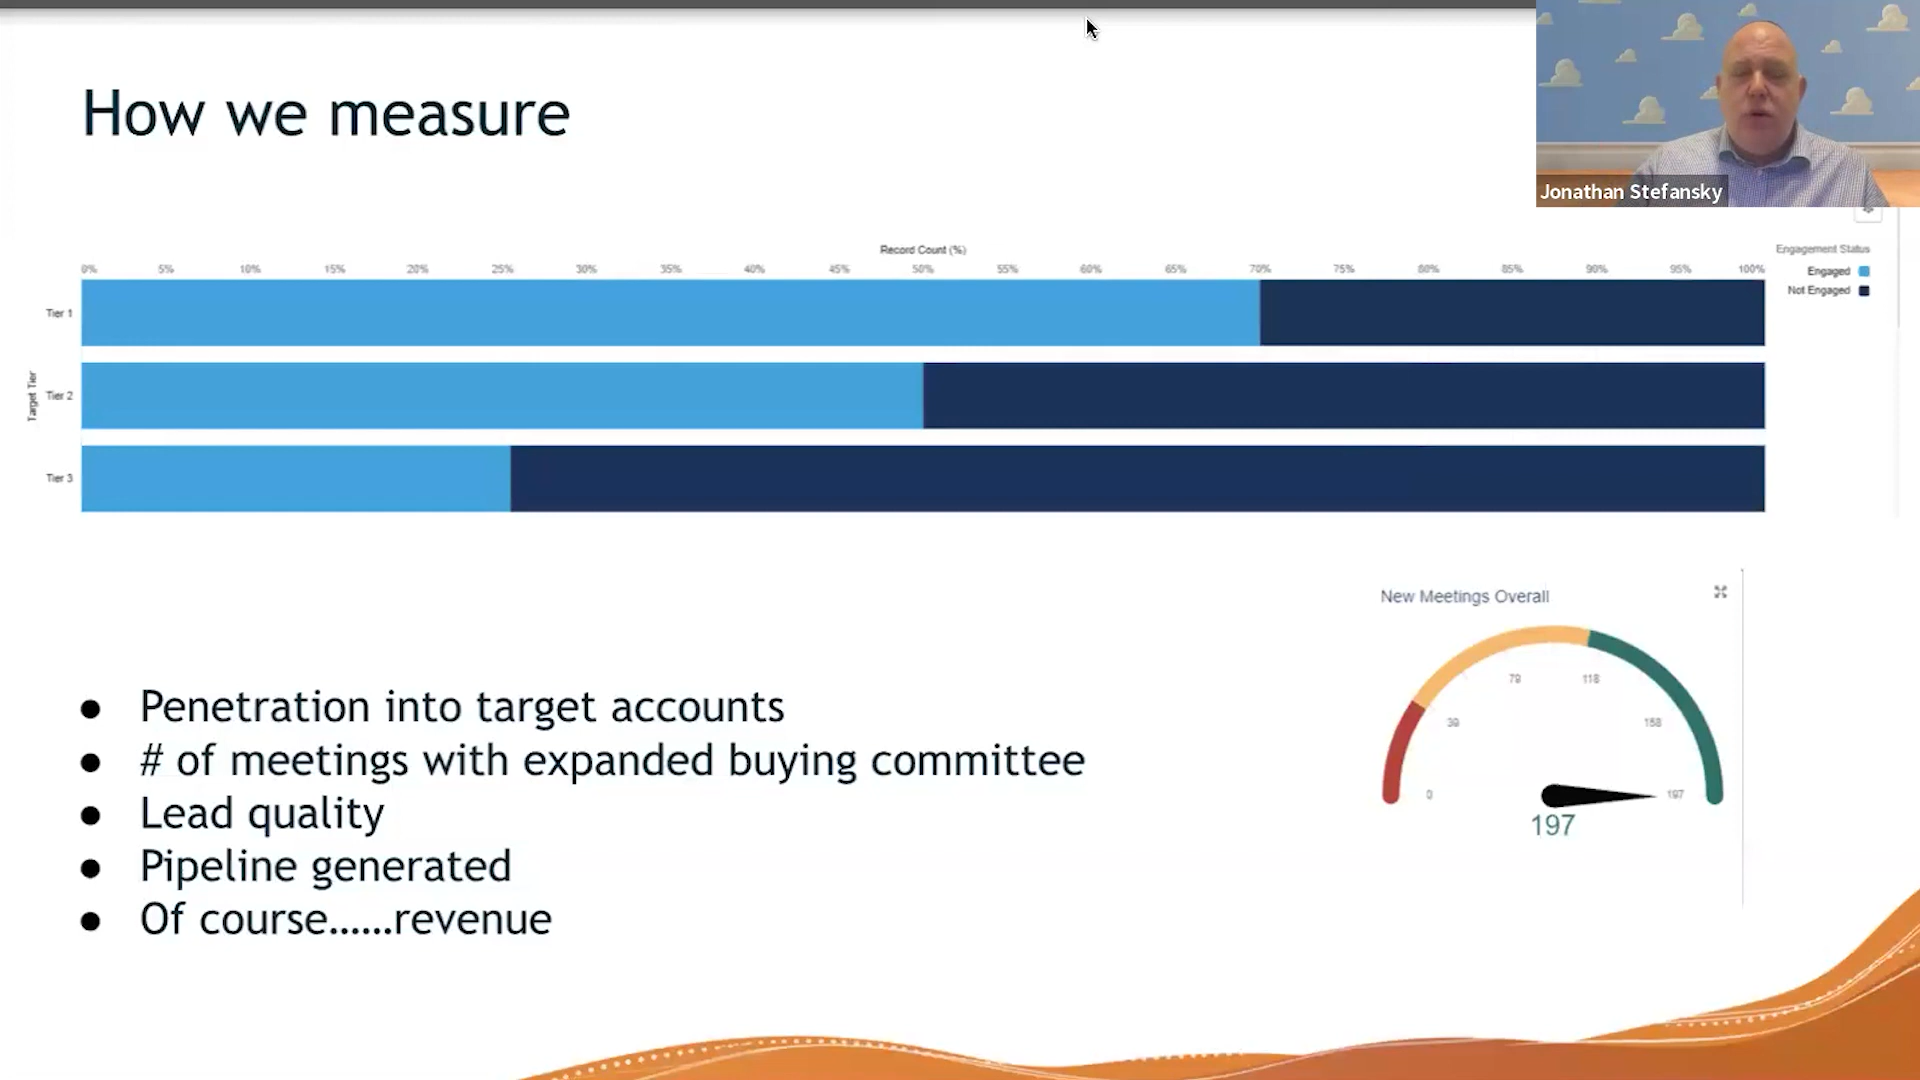 How we measure
Jonathan Stefansky
Record Count (%)
0% 5% 10% 15% 20% 25% 30% 35% 40% 45% 50% 55% 60% 65% 70% 75% 80% 85% 90% 95% 100%
Engagement Status
Engaged
Not Engaged
Target Tier
Tier 1
Tier 2
Tier 3
New Meetings Overall
0 39 79 118 158 197
197
● Penetration into target accounts
● # of meetings with expanded buying committee
● Lead quality
● Pipeline generated
● Of course......revenue